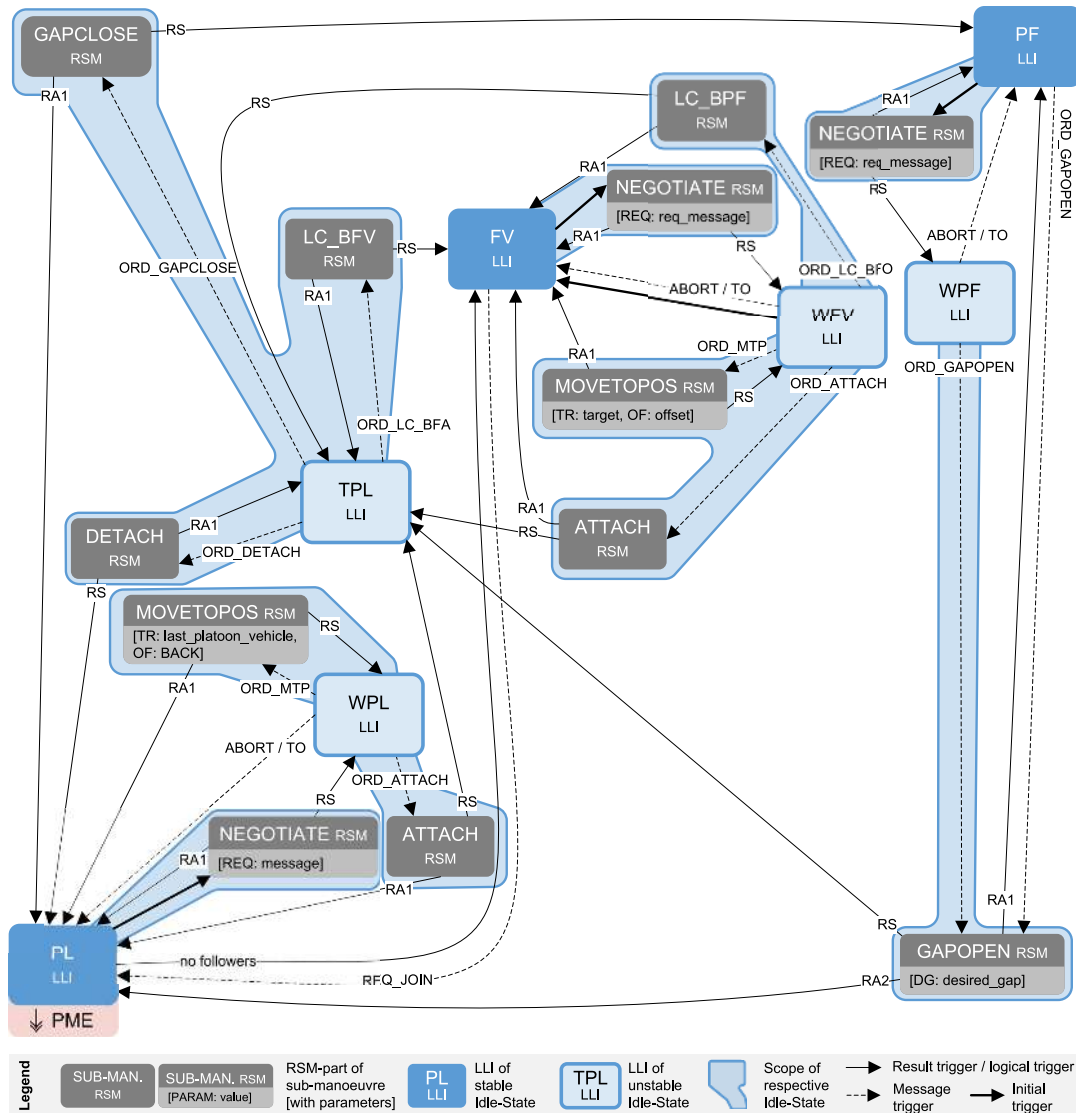 GAPCLOSE
RSM
RS
RA1
PF
LLI
RS
LC_BPF
RSM
RA1
NEGOTIATE RSM
[REQ: req_message]
ORD_GAPOPEN
RS
RA1
NEGOTIATE RSM
[REQ: req_message]
RA1
RS
LC_BFV
RSM
RS
FV
LLI
ORD_GAPCLOSE
RA1
ABORT / TO
ORD_LC_BFO
ABORT / TO
WFV
LLI
WPF
LLI
ORD_MTP
RA1
MOVETOPOS RSM
[TR: target, OF: offset]
RS
ORD_ATTACH
ORD_GAPOPEN
ORD_LC_BFA
TPL
LLI
RA1
ATTACH
RSM
RS
DETACH
RSM
RA1
ORD_DETACH
RS
MOVETOPOS RSM
[TR: last_platoon_vehicle,
OF: BACK]
RS
RA1
ORD_MTP
WPL
LLI
ABORT / TO
ORD_ATTACH
RS
RS
NEGOTIATE RSM
[REQ: message]
RA1
ATTACH
RSM
RA1
RA1
RS
PL
LLI
no followers
REQ_JOIN
PME
GAPOPEN RSM
[DG: desired_gap]
RA2
Legend
SUB-MAN.
RSM
SUB-MAN. RSM
[PARAM: value]
RSM-part of
sub-manoeuvre
[with parameters]
PL
LLI
LLI of
stable
Idle-State
TPL
LLI
LLI of
unstable
Idle-State
Scope of
respective
Idle-State
Result trigger / logical trigger
Message
trigger
Initial
trigger